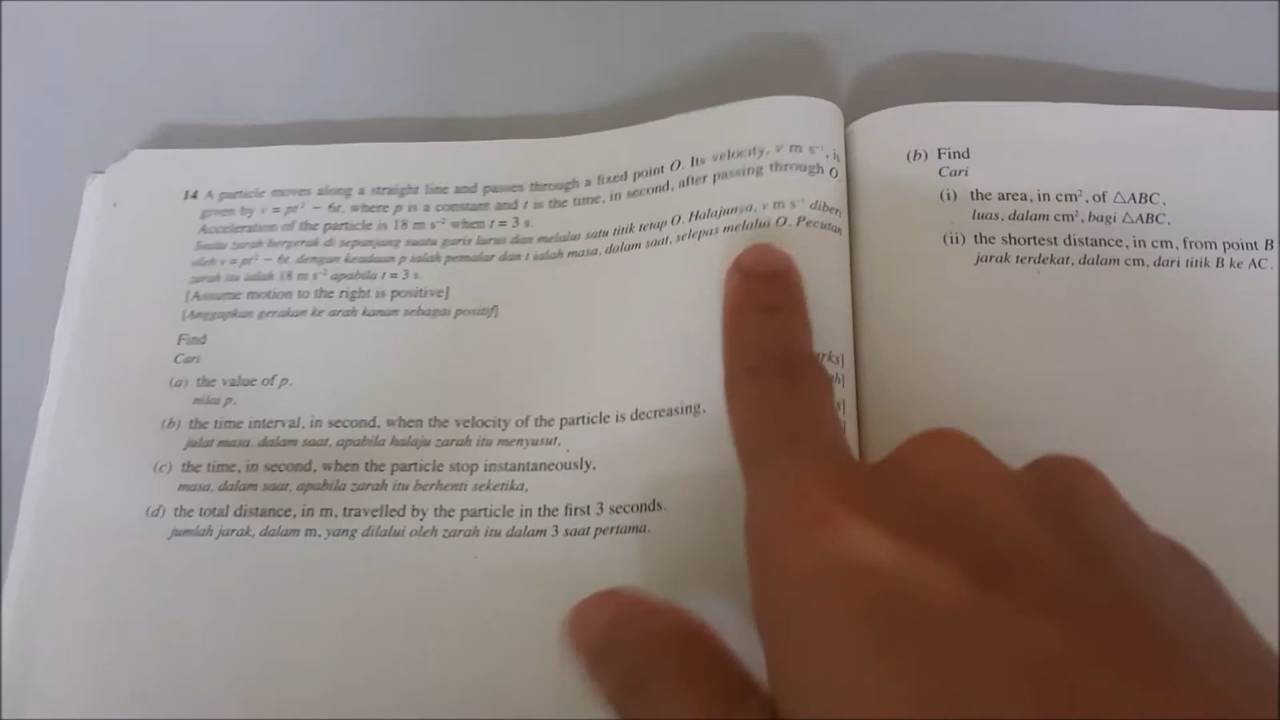 14 A particle moves along a straight line and passes through a fixed point O. Its velocity, v m s⁻¹, is
given by v = pt² − 6t, where p is a constant and t is the time, in second, after passing through O.
Acceleration of the particle is 18 m s⁻² when t = 3 s.
Suatu zarah bergerak di sepanjang suatu garis lurus dan melalui satu titik tetap O. Halajunya, v m s⁻¹ diberi
oleh v = pt² − 6t, dengan keadaan p ialah pemalar dan t ialah masa, dalam saat, selepas melalui O. Pecutan
zarah itu ialah 18 m s⁻² apabila t = 3 s.
[Assume motion to the right is positive]
[Anggapkan gerakan ke arah kanan sebagai positif]
Find
Cari
(a) the value of p.
nilai p.
(b) the time interval, in second, when the velocity of the particle is decreasing,
julat masa, dalam saat, apabila halaju zarah itu menyusut,
(c) the time, in second, when the particle stop instantaneously,
masa, dalam saat, apabila zarah itu berhenti seketika,
(d) the total distance, in m, travelled by the particle in the first 3 seconds.
jumlah jarak, dalam m, yang dilalui oleh zarah itu dalam 3 saat pertama.
(b) Find
Cari
(i) the area, in cm², of △ABC,
luas, dalam cm², bagi △ABC,
(ii) the shortest distance, in cm, from point B
jarak terdekat, dalam cm, dari titik B ke AC.